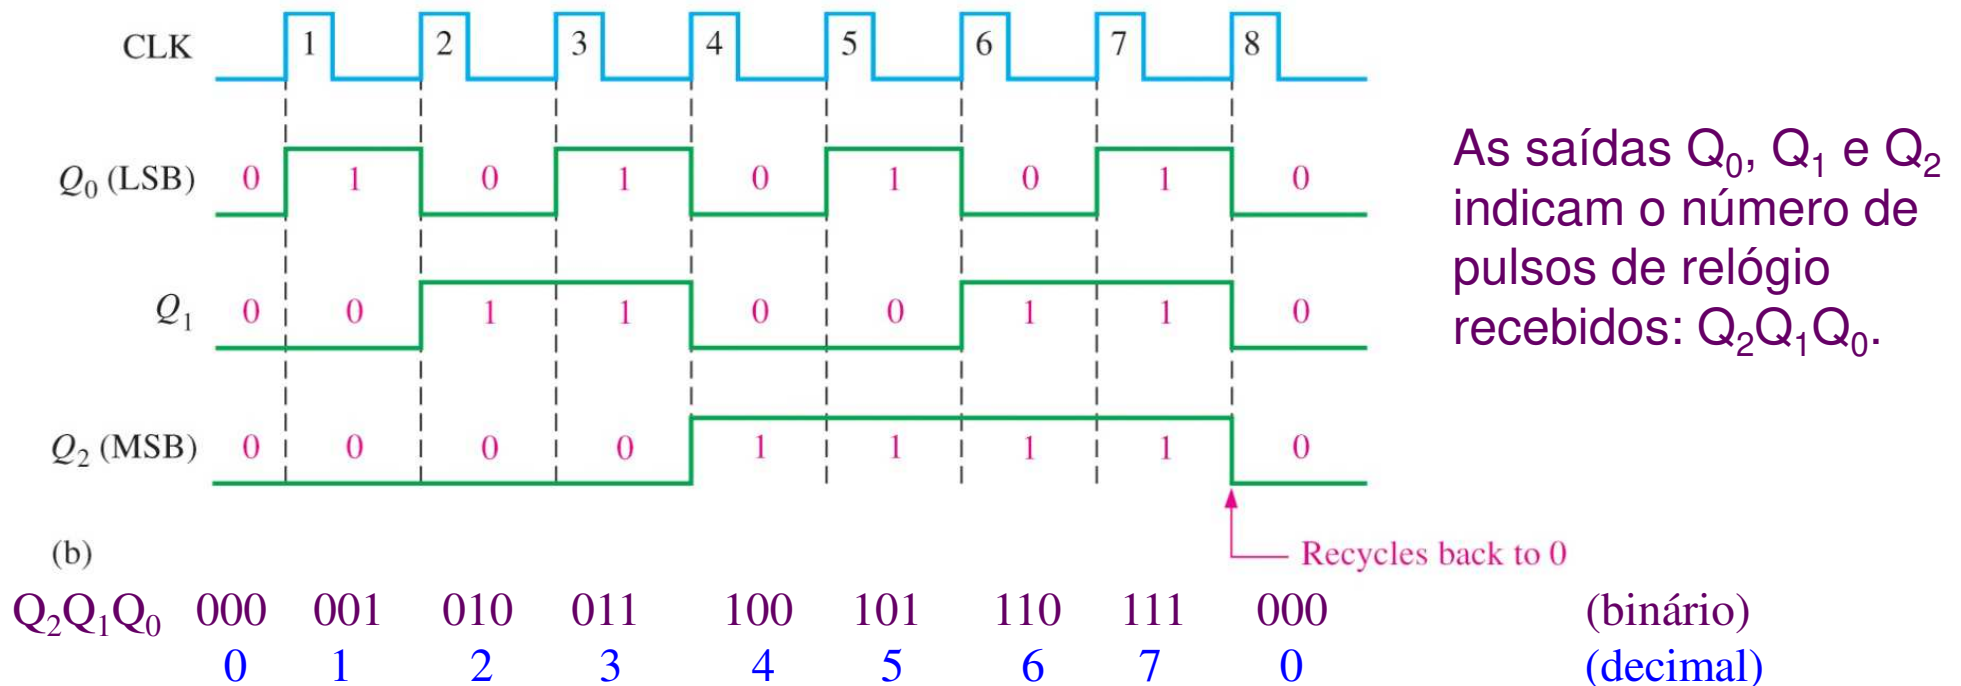 CLK 1 2 3 4 5 6 7 8
Q₀ (LSB) 0 1 0 1 0 1 0 1 0
Q₁ 0 0 1 1 0 0 1 1 0
Q₂ (MSB) 0 0 0 0 1 1 1 1 0
As saídas Q₀, Q₁ e Q₂
indicam o número de
pulsos de relógio
recebidos: Q₂Q₁Q₀.
(b)
Recycles back to 0
Q₂Q₁Q₀ 000 001 010 011 100 101 110 111 000 (binário)
0 1 2 3 4 5 6 7 0 (decimal)